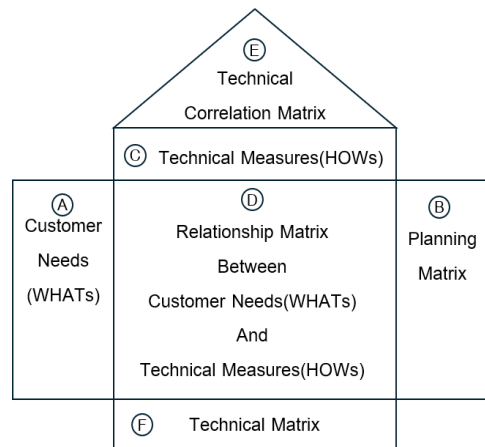 Ⓔ
Technical
Correlation Matrix
Ⓒ Technical Measures(HOWs)
Ⓐ
Customer
Needs
(WHATs)
Ⓓ
Relationship Matrix
Between
Customer Needs(WHATs)
And
Technical Measures(HOWs)
Ⓑ
Planning
Matrix
Ⓕ Technical Matrix